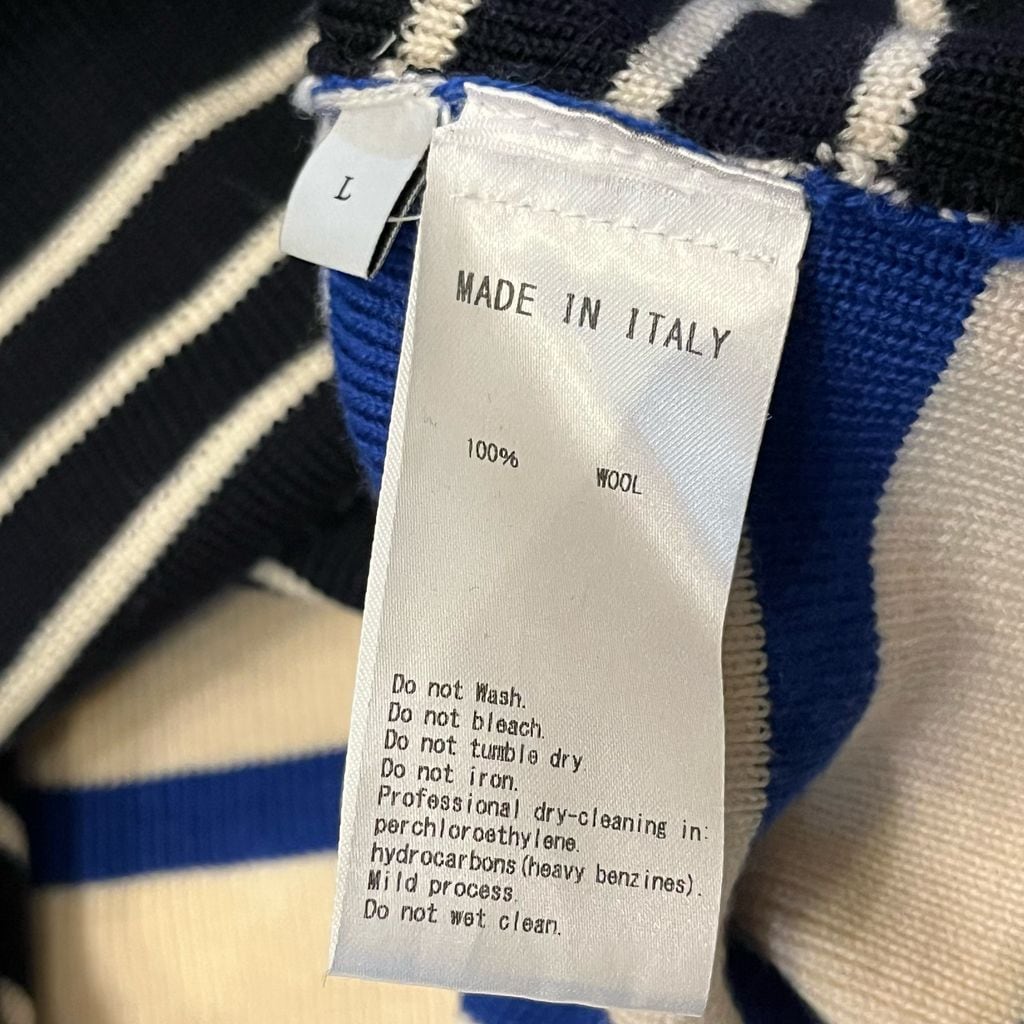 L
MADE IN ITALY
100% WOOL
Do not Wash.
Do not bleach.
Do not tumble dry
Do not iron.
Professional dry-cleaning in:
perchloroethylene.
hydrocarbons(heavy benzines).
Mild process.
Do not wet clean.